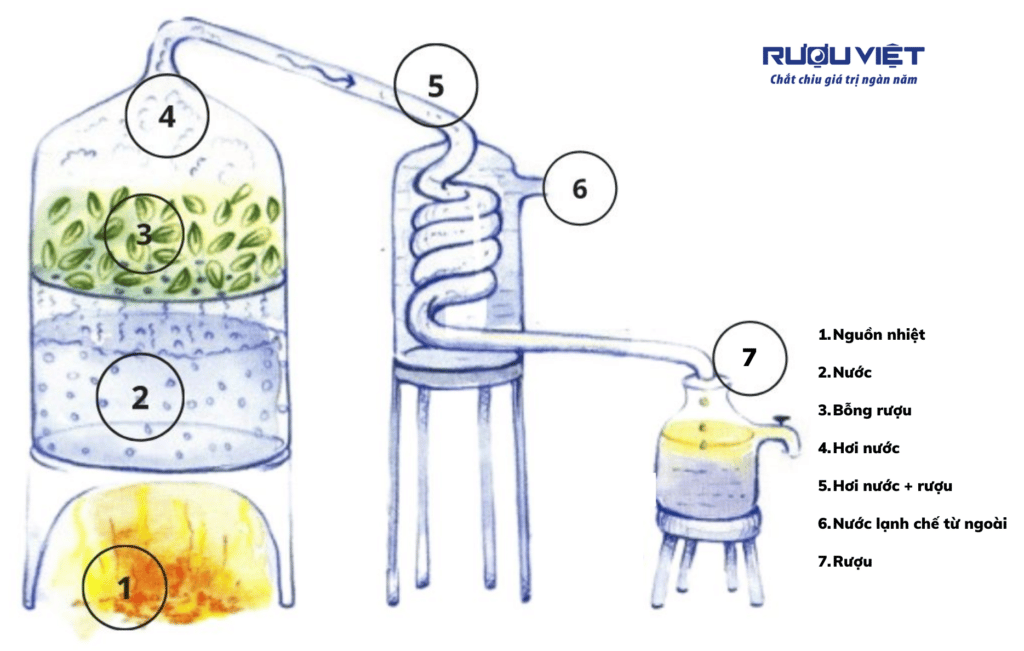 RƯỢU VIỆT
Chắt chiu giá trị ngàn năm
4
5
6
3
2
7
1
1. Nguồn nhiệt
2. Nước
3. Bỗng rượu
4. Hơi nước
5. Hơi nước + rượu
6. Nước lạnh chế từ ngoài
7. Rượu